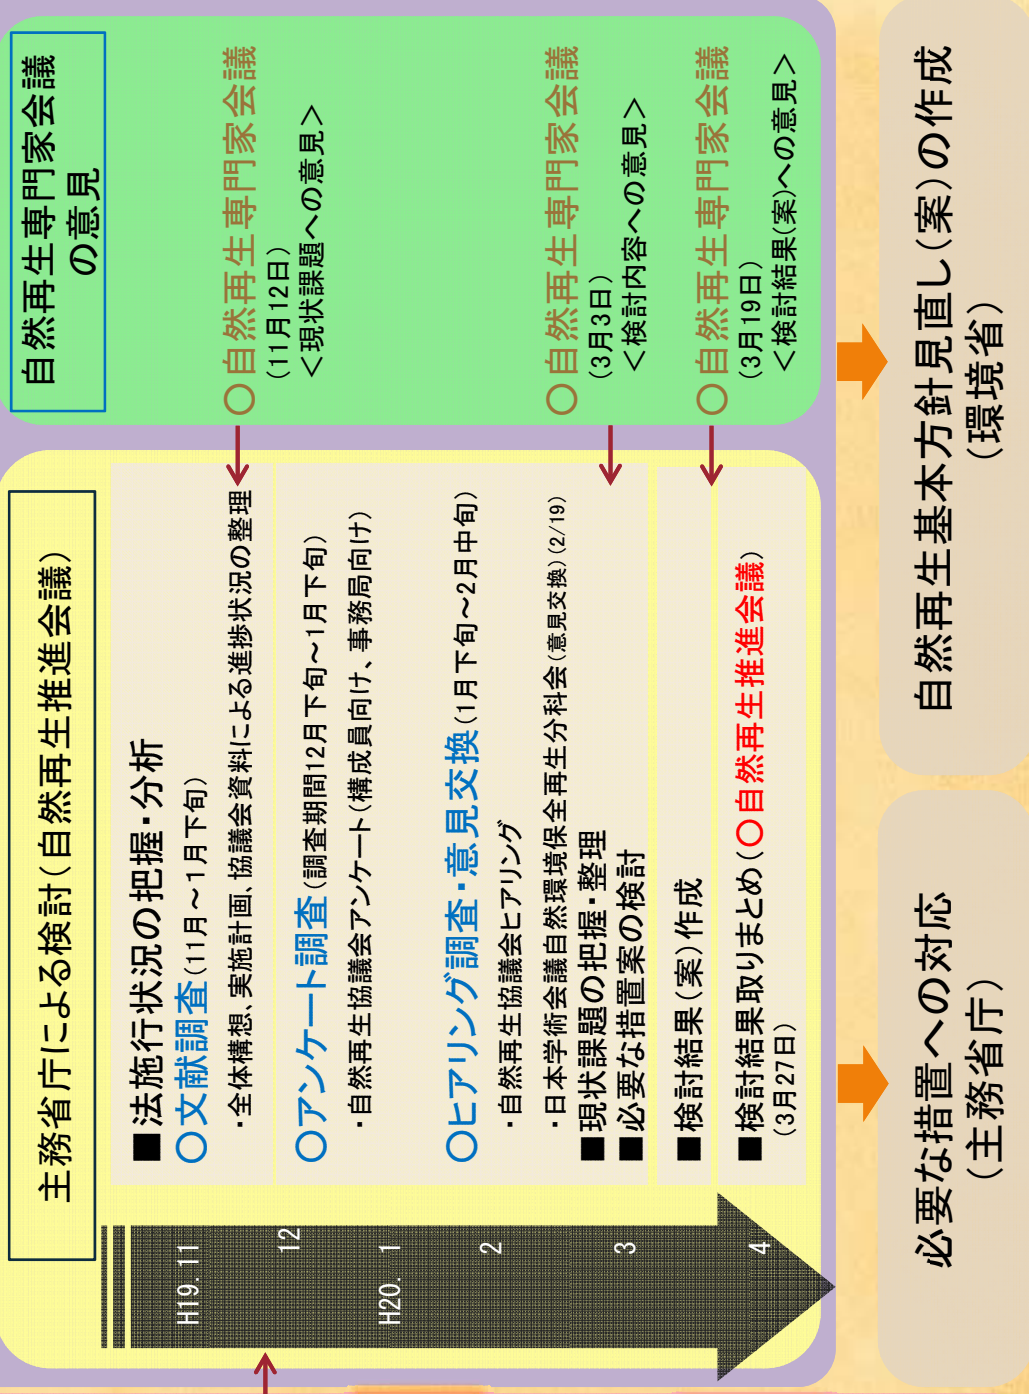 主務省庁による検討（自然再生推進会議）
H19．11
12
H20．1
2
3
4
■法施行状況の把握・分析
○文献調査（11月～1月下旬）
・全体構想、実施計画、協議会資料による進捗状況の整理
○アンケート調査（調査期間12月下旬～1月下旬）
・自然再生協議会アンケート（構成員向け、事務局向け）
○ヒアリング調査・意見交換（1月下旬～2月中旬）
・自然再生協議会ヒアリング
・日本学術会議自然環境保全再生分科会（意見交換）（2/19）
■現状課題の把握・整理
■必要な措置案の検討
■検討結果（案）作成
■検討結果取りまとめ（○自然再生推進会議）
（3月27日）
自然再生専門家会議
の意見
○自然再生専門家会議
（11月12日）
＜現状課題への意見＞
○自然再生専門家会議
（3月3日）
＜検討内容への意見＞
○自然再生専門家会議
（3月19日）
＜検討結果（案）への意見＞
必要な措置への対応
（主務省庁）
自然再生基本方針見直し（案）の作成
（環境省）